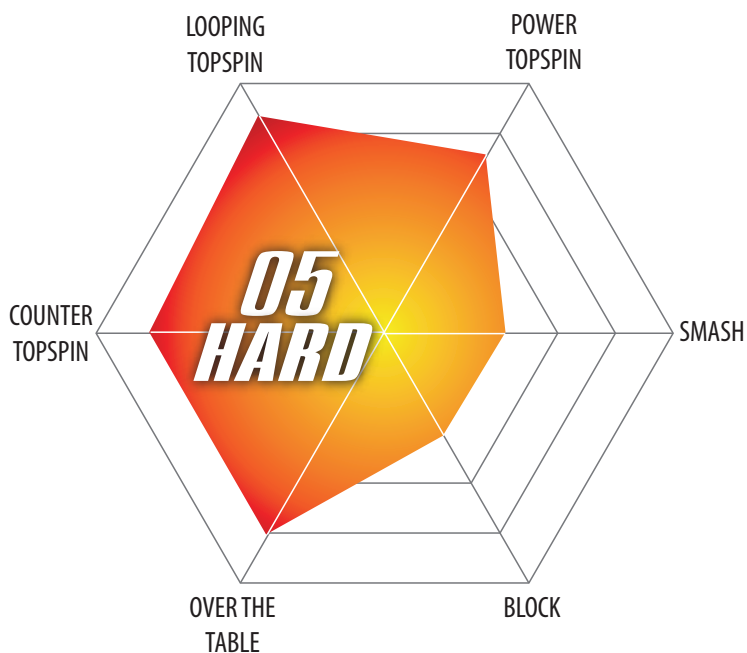 LOOPING
TOPSPIN
POWER
TOPSPIN
05
HARD
COUNTER
TOPSPIN
SMASH
OVER THE
TABLE
BLOCK